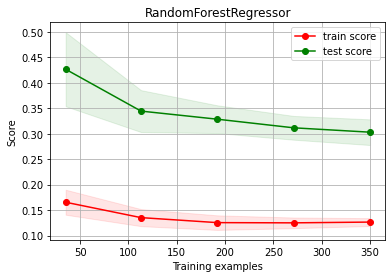 RandomForestRegressor
train score
test score
0.50
0.45
0.40
0.35
0.30
0.25
0.20
0.15
0.10
Score
50 100 150 200 250 300 350
Training examples